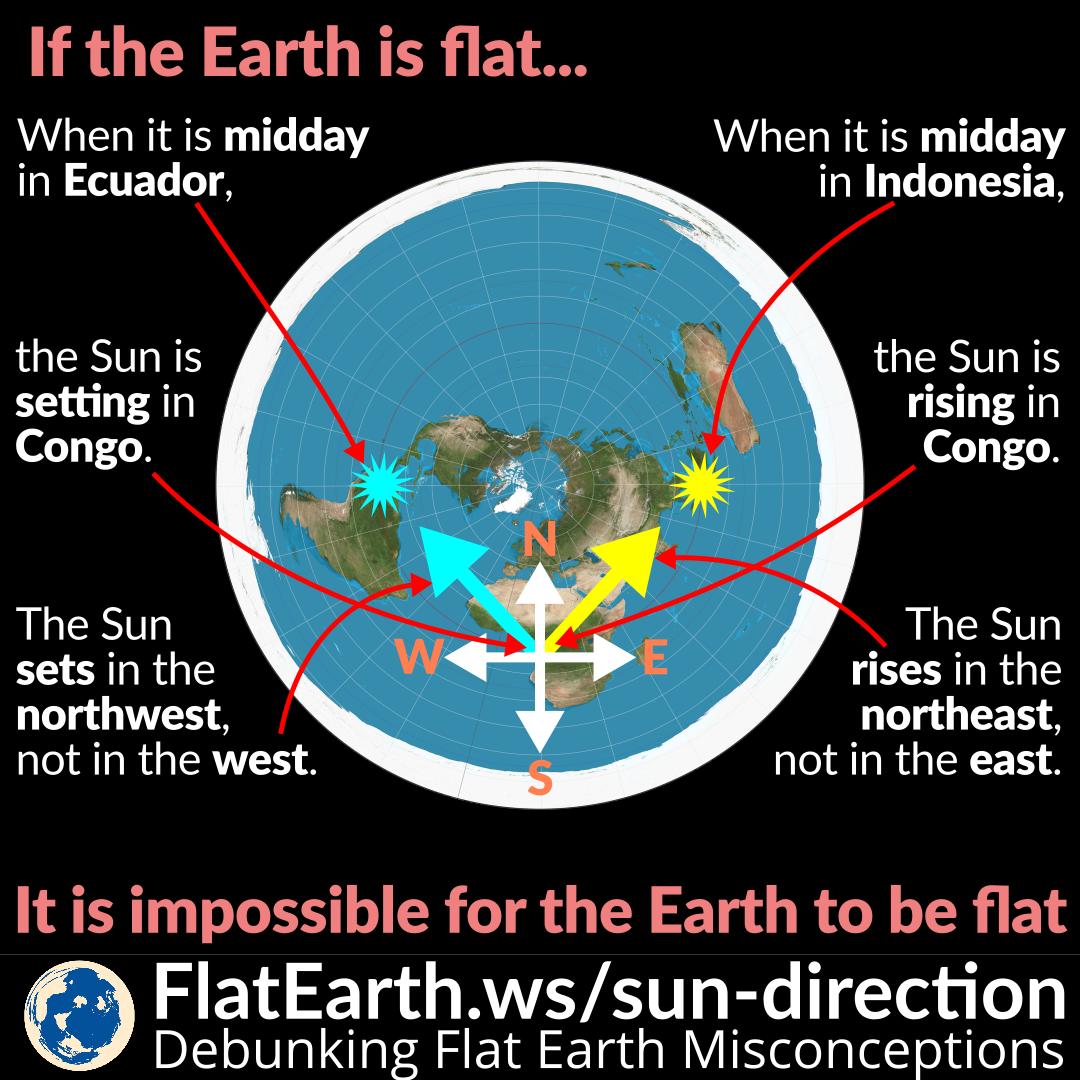 If the Earth is flat...
When it is midday
in Ecuador,
When it is midday
in Indonesia,
the Sun is
setting in
Congo.
the Sun is
rising in
Congo.
N
W
E
S
The Sun
sets in the
northwest,
not in the west.
The Sun
rises in the
northeast,
not in the east.
It is impossible for the Earth to be flat
FlatEarth.ws/sun-direction
Debunking Flat Earth Misconceptions